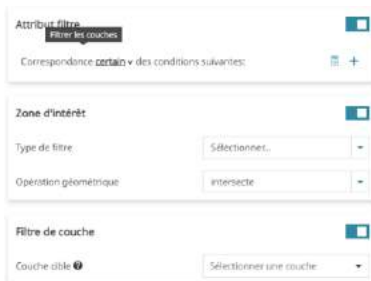 Attribut filtre
Filtrer les couches
Correspondance certain v des conditions suivantes:
Zone d'intérêt
Type de filtre Sélectionner...
Opération géométrique intersecte
Filtre de couche
Couche cible Sélectionner une couche